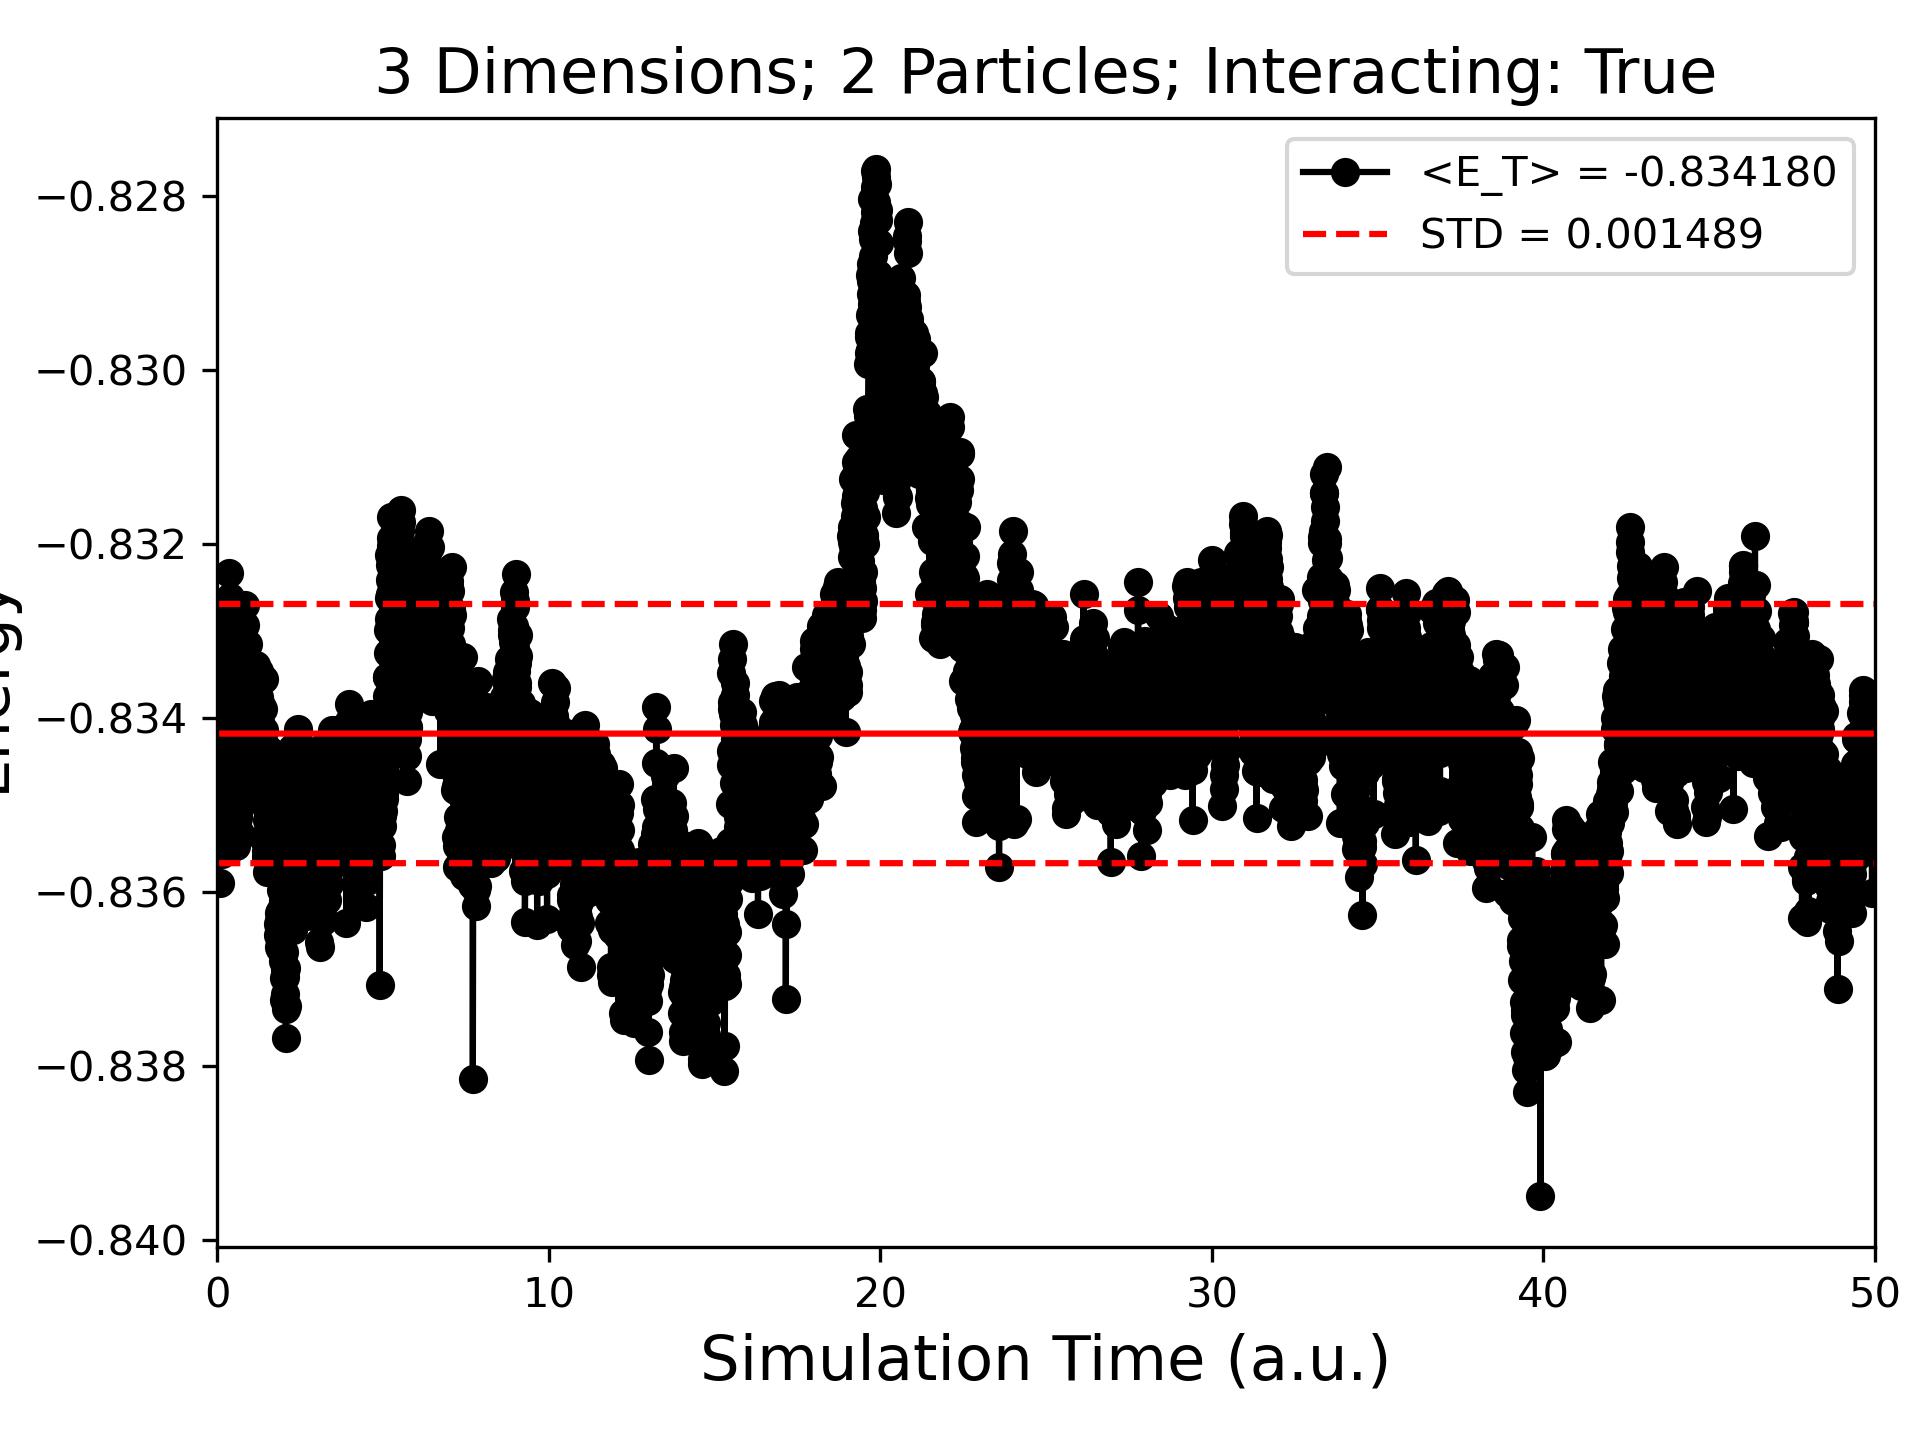 3 Dimensions; 2 Particles; Interacting: True
<E_T> = -0.834180
STD = 0.001489
−0.828
−0.830
−0.832
−0.834
−0.836
−0.838
−0.840
Energy
0 10 20 30 40 50
Simulation Time (a.u.)